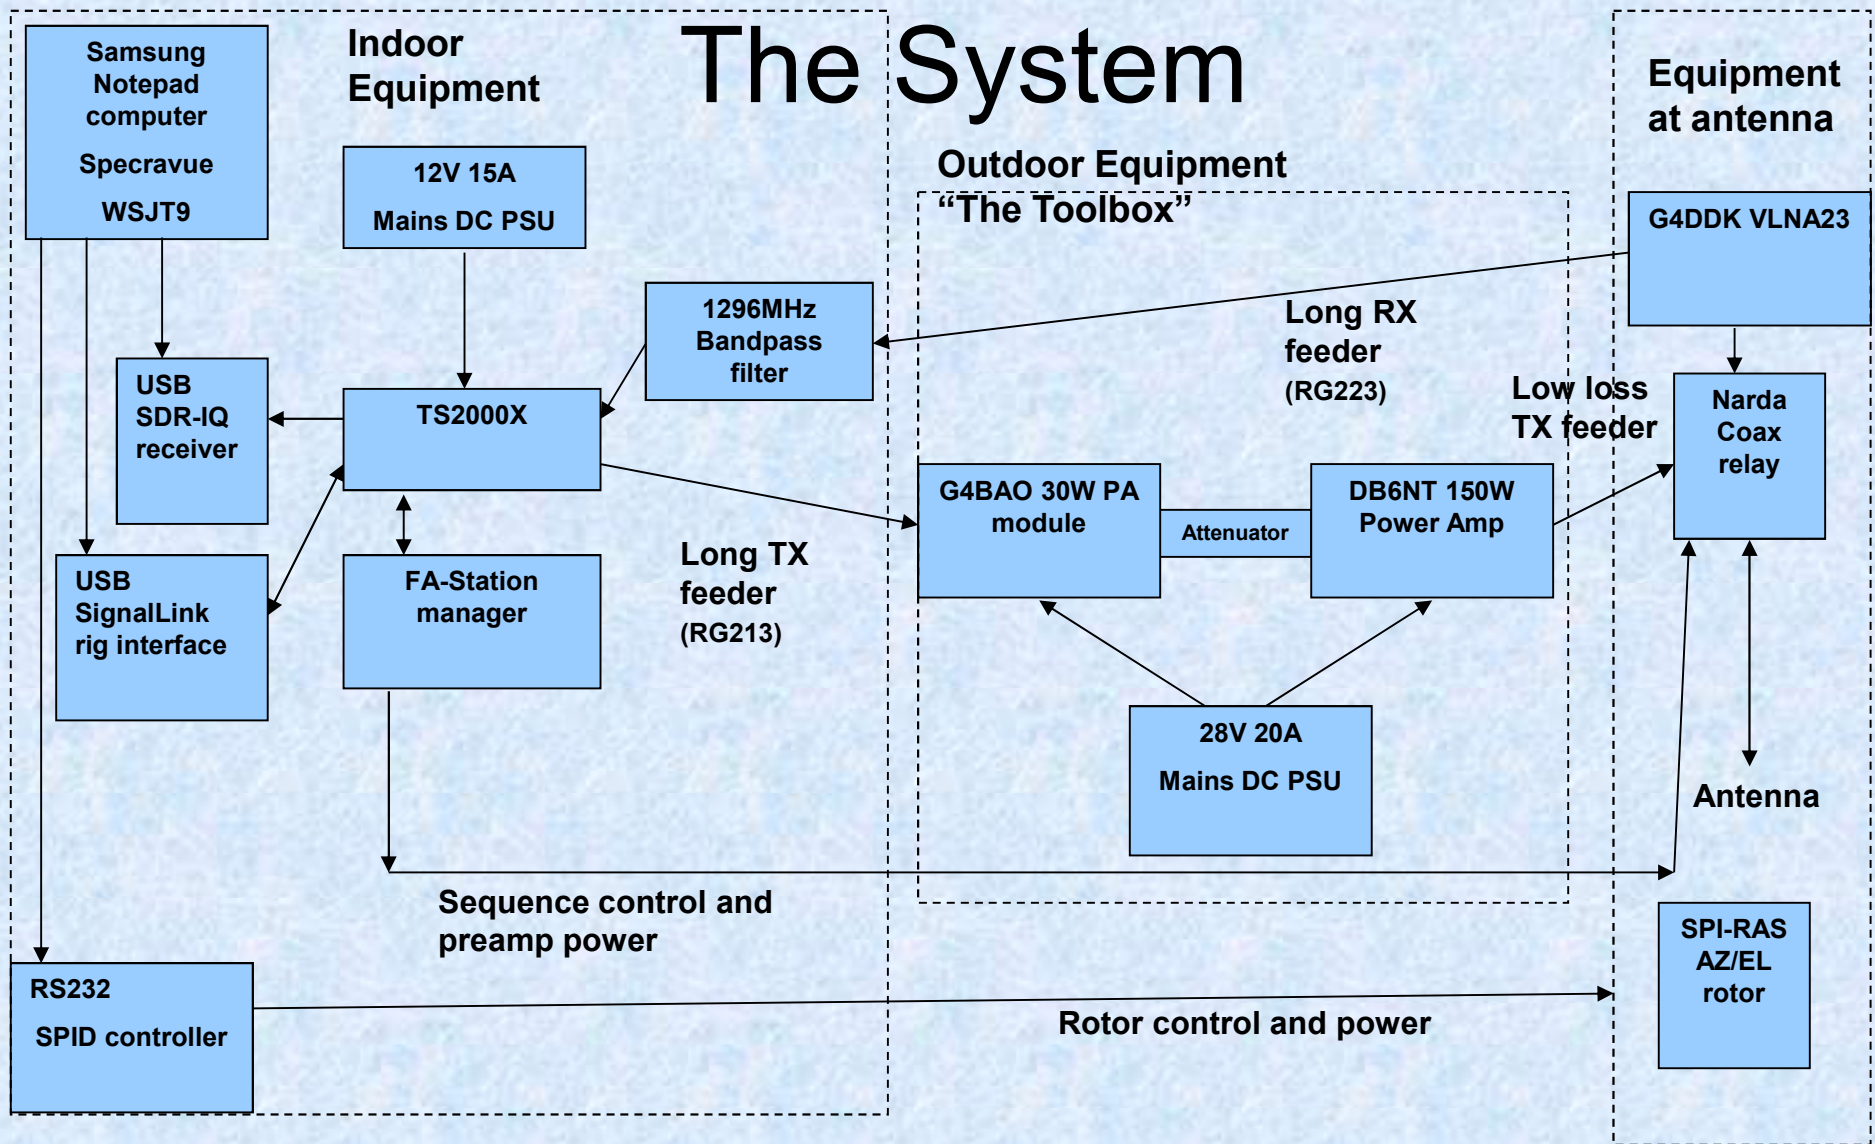 The System
Samsung
Notepad
computer
Specravue
WSJT9
Indoor
Equipment
12V 15A
Mains DC PSU
1296MHz
Bandpass
filter
USB
SDR-IQ
receiver
TS2000X
USB
SignalLink
rig interface
FA-Station
manager
Long TX
feeder
(RG213)
Sequence control and
preamp power
RS232
SPID controller
Outdoor Equipment
“The Toolbox”
Long RX
feeder
(RG223)
Low loss
TX feeder
G4BAO 30W PA
module
Attenuator
DB6NT 150W
Power Amp
28V 20A
Mains DC PSU
Rotor control and power
Equipment
at antenna
G4DDK VLNA23
Narda
Coax
relay
Antenna
SPI-RAS
AZ/EL
rotor